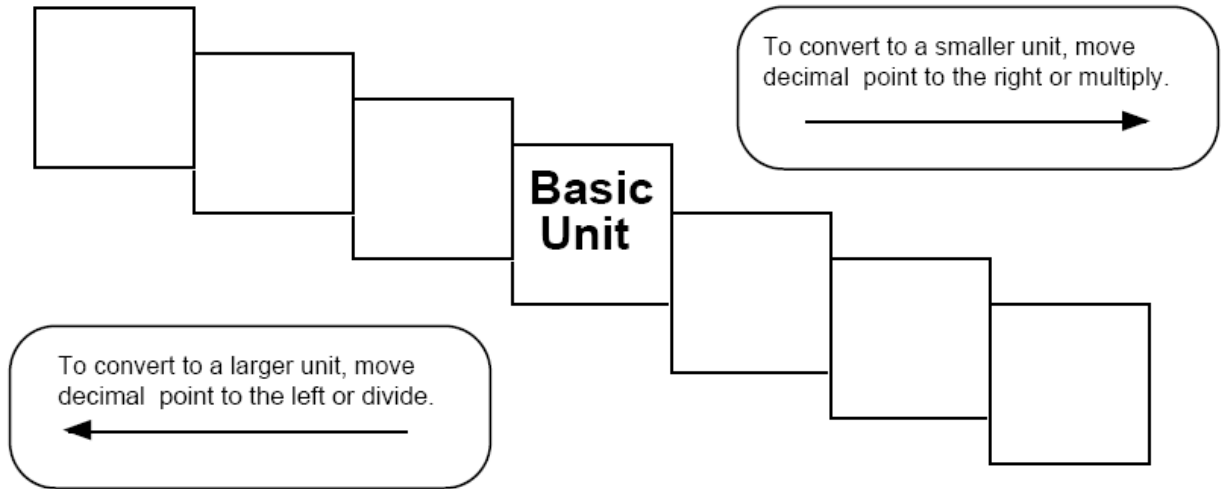 To convert to a smaller unit, move
decimal point to the right or multiply.
Basic
Unit
To convert to a larger unit, move
decimal point to the left or divide.